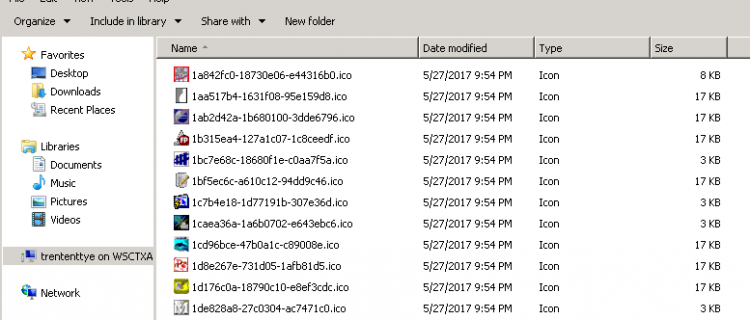 Organize Include in library Share with New folder
Name Date modified Type Size
Favorites
Desktop
Downloads
Recent Places
Libraries
Documents
Music
Pictures
Videos
trententtye on WSCTXA
Network
1a842fc0-18730e06-e44316b0.ico 5/27/2017 9:54 PM Icon 8 KB
1aa517b4-1631f08-95e159d8.ico 5/27/2017 9:54 PM Icon 17 KB
1ab2d42a-1b680100-3dde6796.ico 5/27/2017 9:54 PM Icon 17 KB
1b315ea4-127a1c07-1c8ceedf.ico 5/27/2017 9:54 PM Icon 17 KB
1bc7e68c-18680f1e-c0aa7f5a.ico 5/27/2017 9:54 PM Icon 3 KB
1bf5ec6c-a610c12-94dd9c46.ico 5/27/2017 9:54 PM Icon 17 KB
1c7b4e18-1d77191b-307e36d.ico 5/27/2017 9:54 PM Icon 3 KB
1caea36a-1a6b0702-e643ebc6.ico 5/27/2017 9:54 PM Icon 3 KB
1cd96bce-47b0a1c-c89008e.ico 5/27/2017 9:54 PM Icon 17 KB
1d8e267e-731d05-1afb81d5.ico 5/27/2017 9:54 PM Icon 17 KB
1d176c0a-18790c10-e8ef3cdc.ico 5/27/2017 9:54 PM Icon 17 KB
1de828a8-27c0304-ac7471c0.ico 5/27/2017 9:54 PM Icon 3 KB